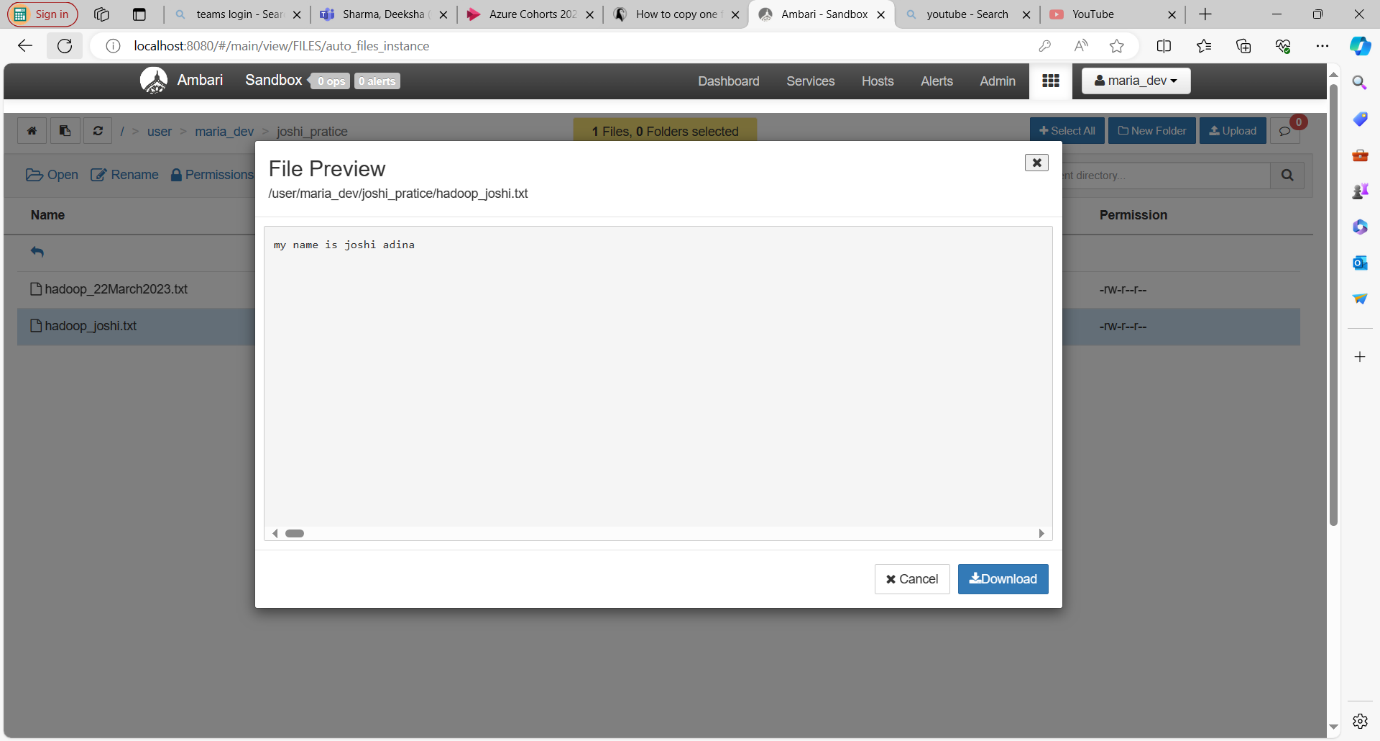 Sign in
teams login - Sear
Sharma, Deeksha (
Azure Cohorts 202
How to copy one f
Ambari - Sandbox
youtube - Search
YouTube
localhost:8080/#/main/view/FILES/auto_files_instance
Ambari Sandbox 0 ops 0 alerts Dashboard Services Hosts Alerts Admin maria_dev
/ > user > maria_dev > joshi_pratice
1 Files, 0 Folders selected
Select All New Folder Upload 0
Open Rename Permissions
nt directory...
Name Permission
hadoop_22March2023.txt -rw-r--r--
hadoop_joshi.txt -rw-r--r--
File Preview
/user/maria_dev/joshi_pratice/hadoop_joshi.txt
my name is joshi adina
Cancel Download